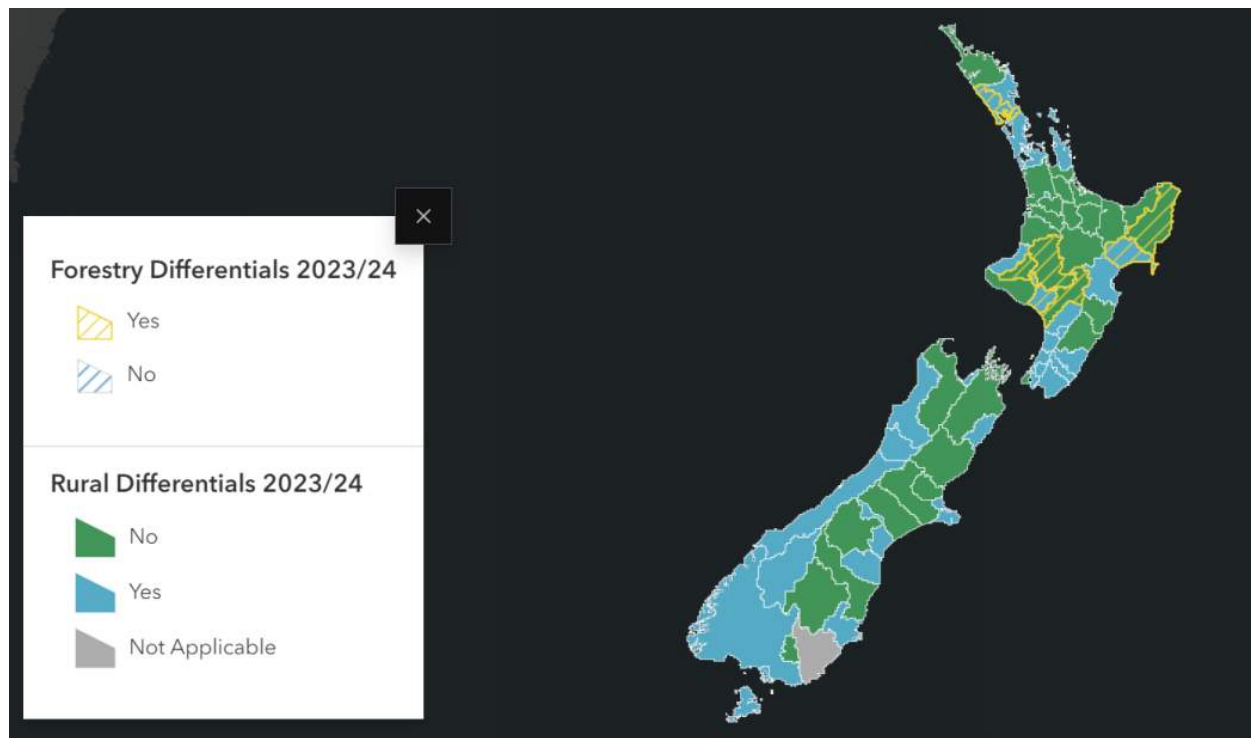 Forestry Differentials 2023/24
Yes
No
Rural Differentials 2023/24
No
Yes
Not Applicable